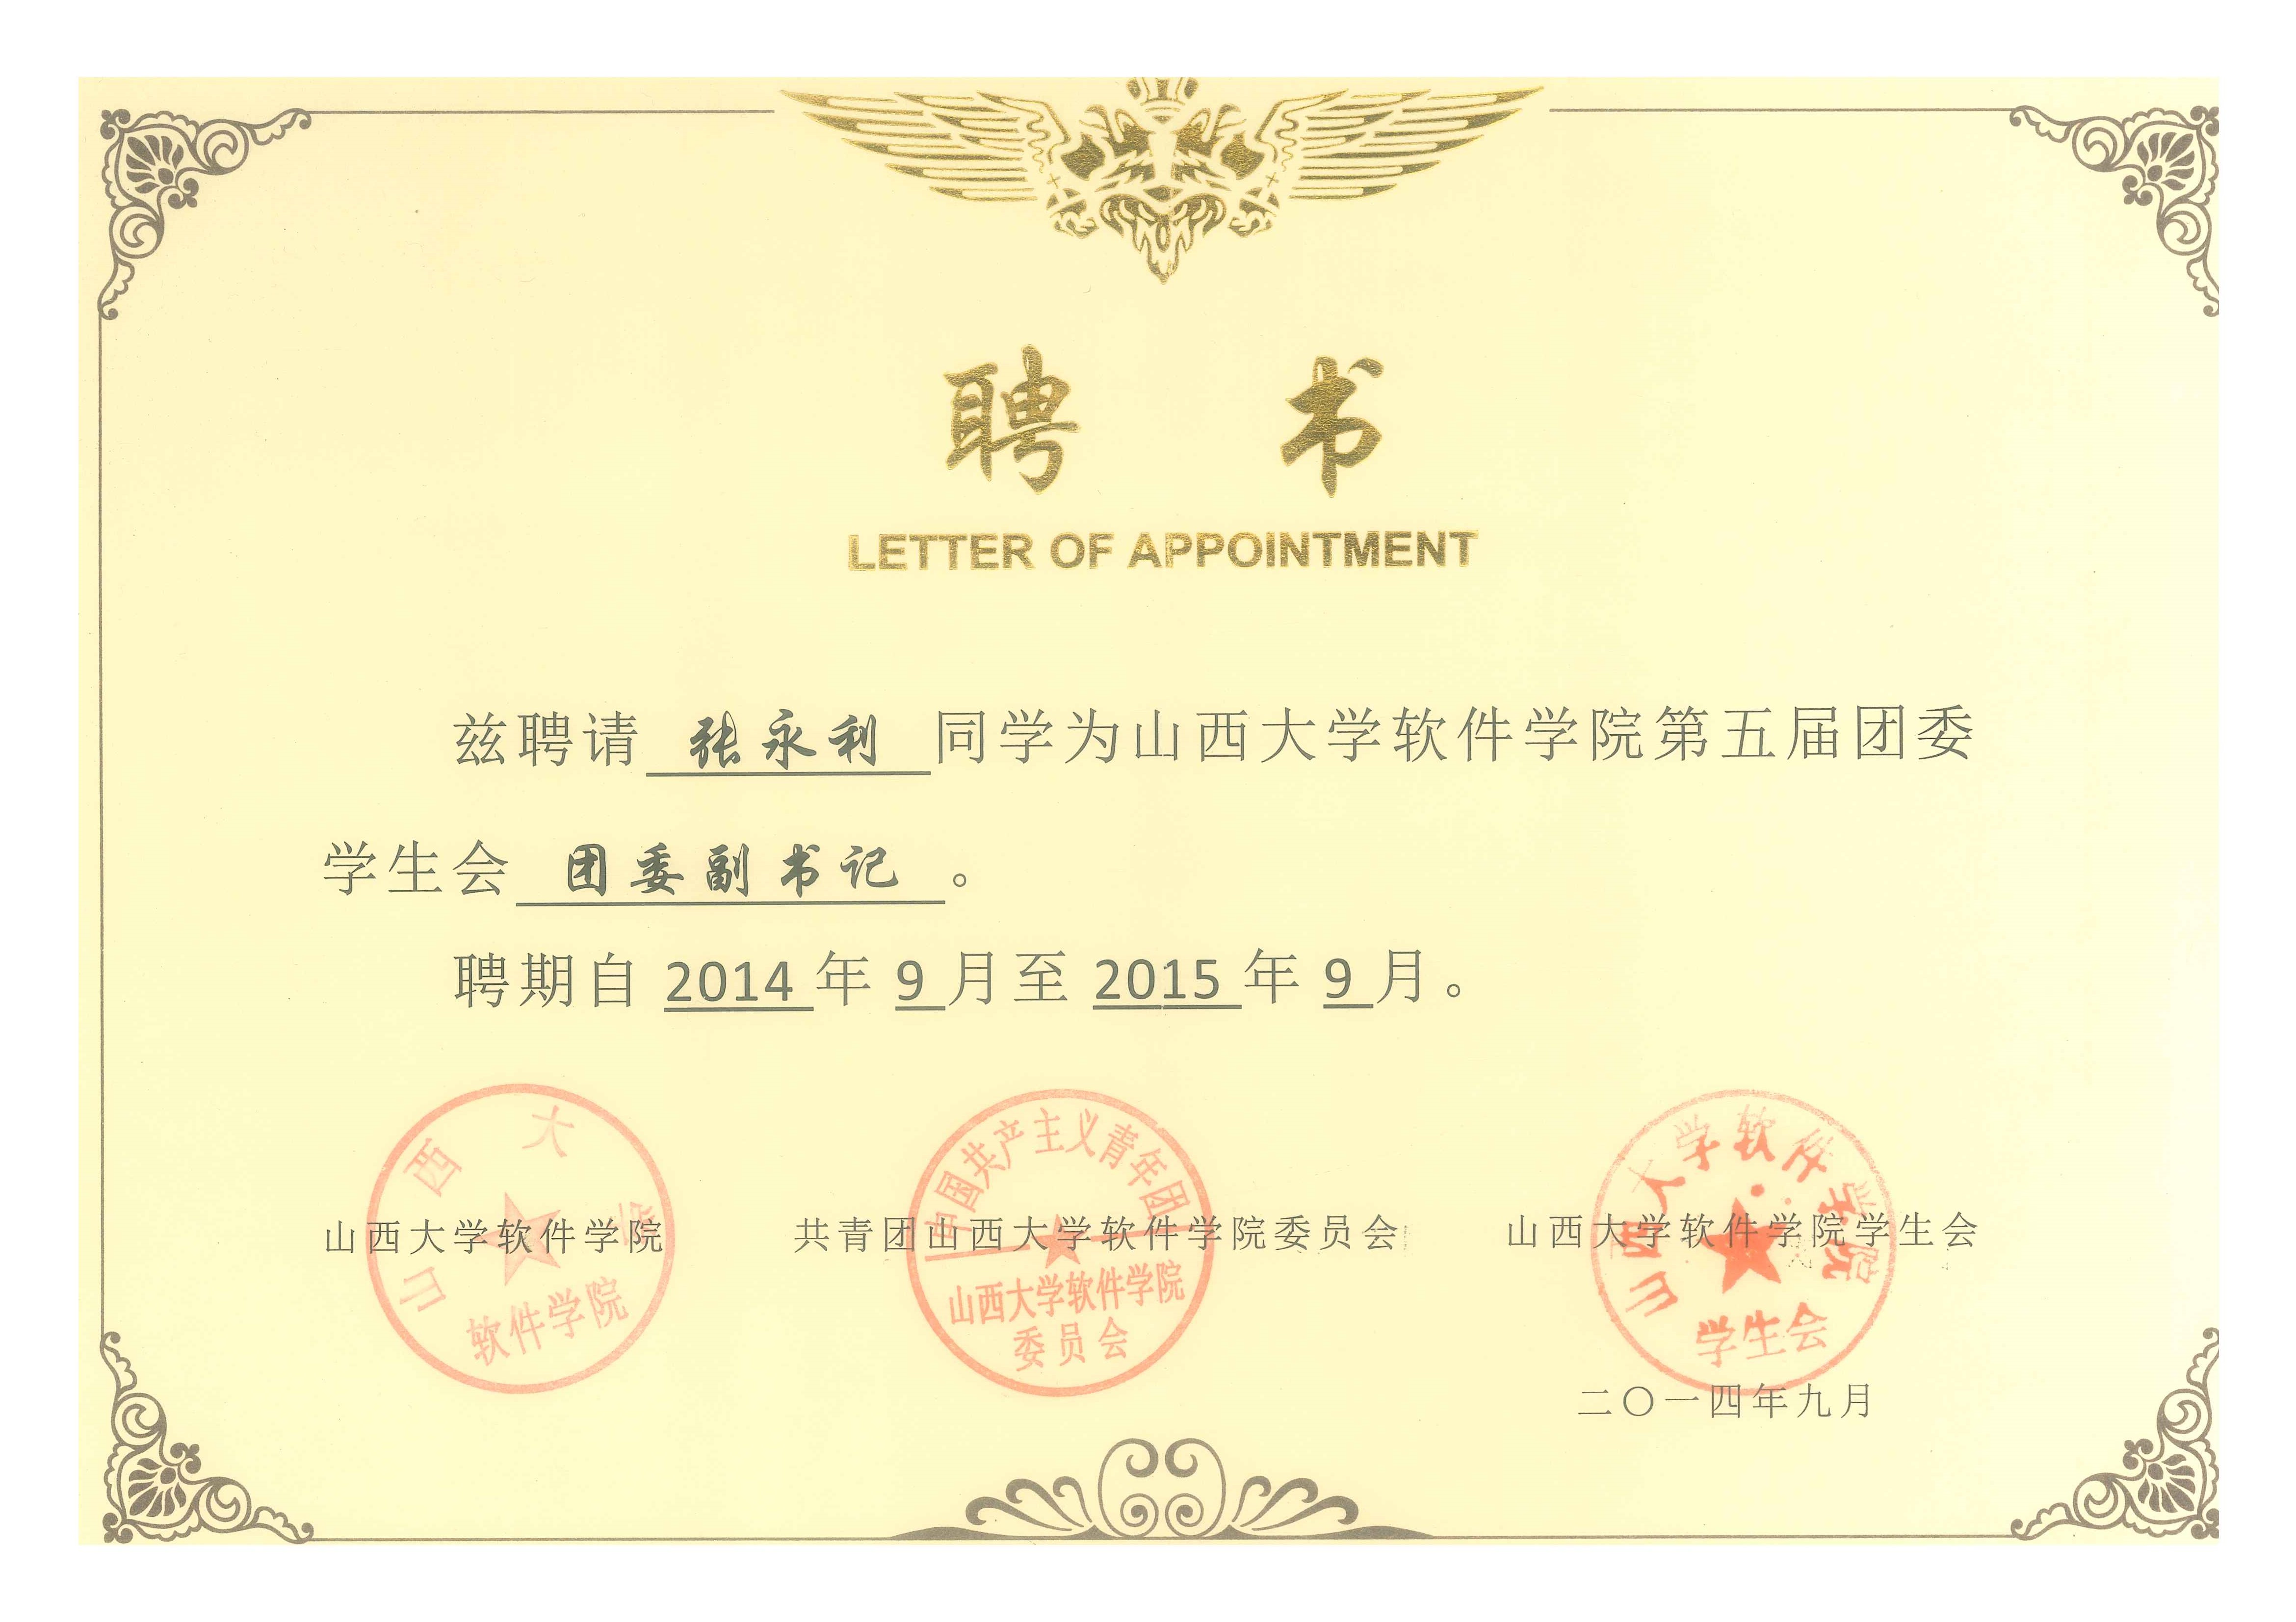 聘 书
LETTER OF APPOINTMENT
兹聘请 张永利 同学为山西大学软件学院第五届团委
学生会 团委副书记 。
聘期自 2014 年 9 月至 2015 年 9 月。
山西大学
软件学院
中国共产主义青年团
山西大学软件学院
委员会
山西大学软件学院
学生会
山西大学软件学院 共青团山西大学软件学院委员会 山西大学软件学院学生会
二〇一四年九月